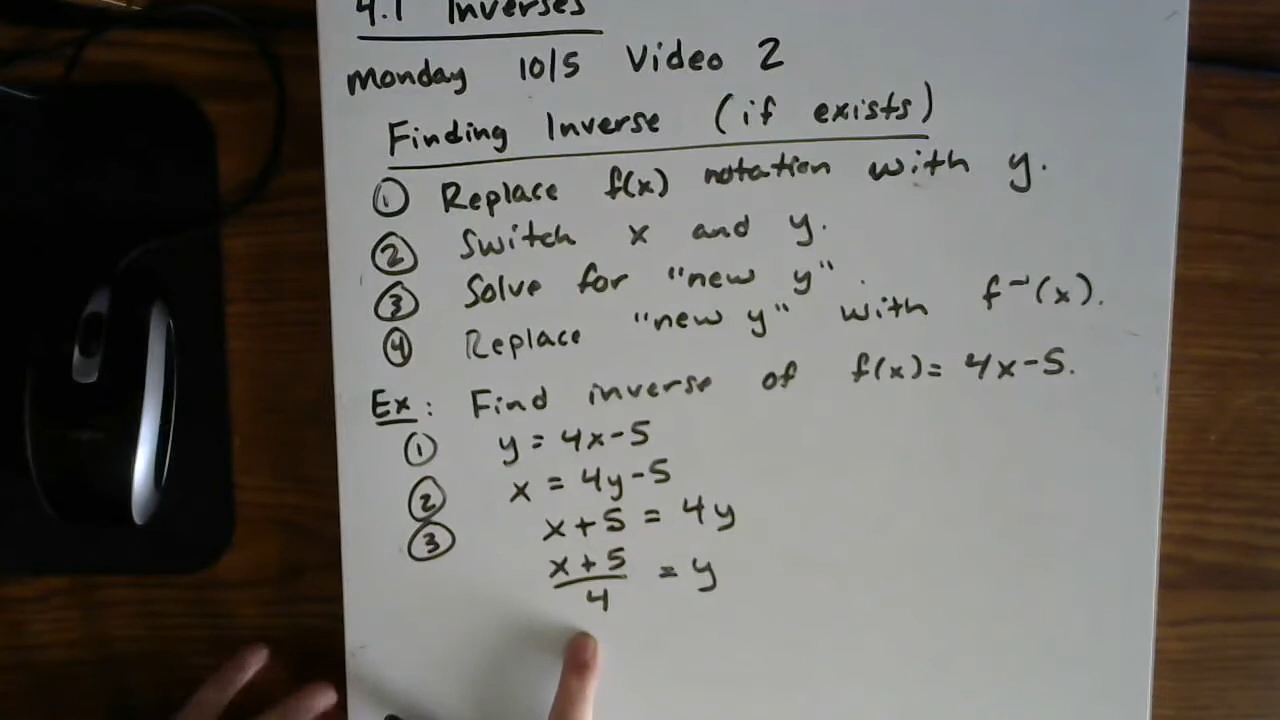 4.1 Inverses
Monday 10/5 Video 2
Finding Inverse (if exists)
① Replace f(x) notation with y.
② Switch x and y.
③ Solve for "new y".
④ Replace "new y" with f⁻¹(x).
Ex: Find inverse of f(x)= 4x-5.
① y = 4x-5
② x = 4y-5
③ x+5 = 4y
x+5/4 = y